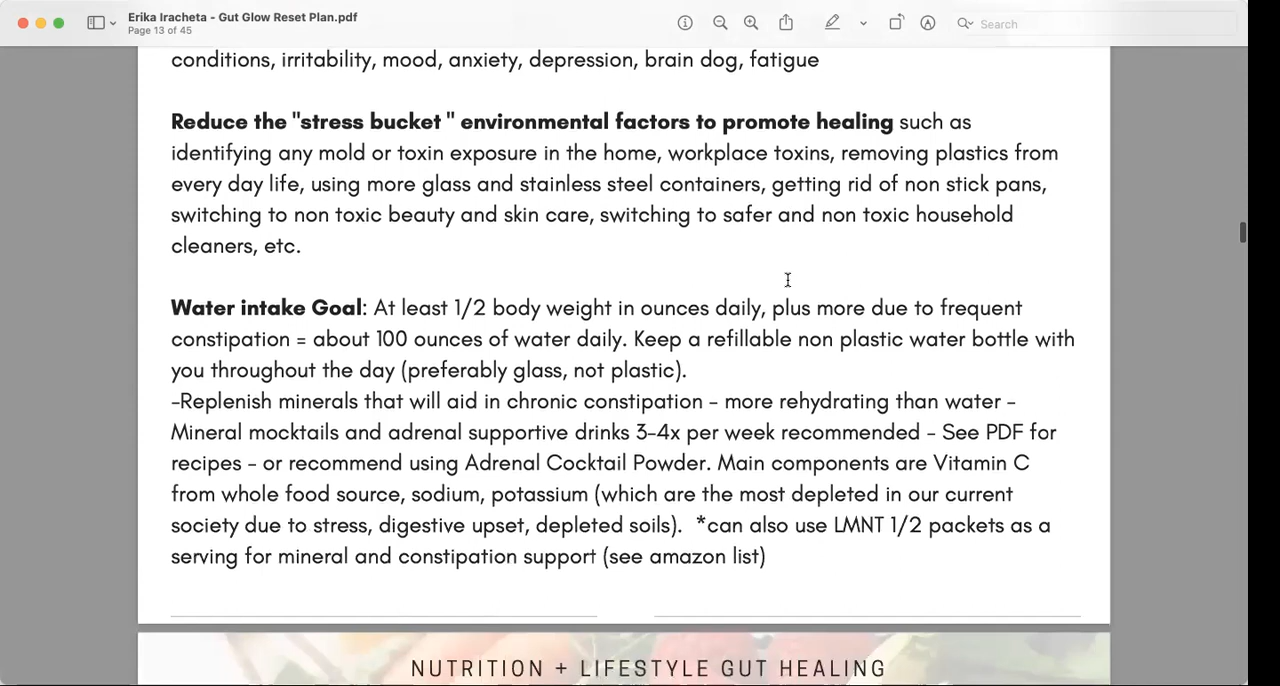 Erika Iracheta - Gut Glow Reset Plan.pdf
Page 13 of 45
Search
conditions, irritability, mood, anxiety, depression, brain dog, fatigue
Reduce the "stress bucket " environmental factors to promote healing such as
identifying any mold or toxin exposure in the home, workplace toxins, removing plastics from
every day life, using more glass and stainless steel containers, getting rid of non stick pans,
switching to non toxic beauty and skin care, switching to safer and non toxic household
cleaners, etc.
Water intake Goal: At least 1/2 body weight in ounces daily, plus more due to frequent
constipation = about 100 ounces of water daily. Keep a refillable non plastic water bottle with
you throughout the day (preferably glass, not plastic).
-Replenish minerals that will aid in chronic constipation - more rehydrating than water -
Mineral mocktails and adrenal supportive drinks 3-4x per week recommended - See PDF for
recipes - or recommend using Adrenal Cocktail Powder. Main components are Vitamin C
from whole food source, sodium, potassium (which are the most depleted in our current
society due to stress, digestive upset, depleted soils).  *can also use LMNT 1/2 packets as a
serving for mineral and constipation support (see amazon list)
NUTRITION + LIFESTYLE GUT HEALING